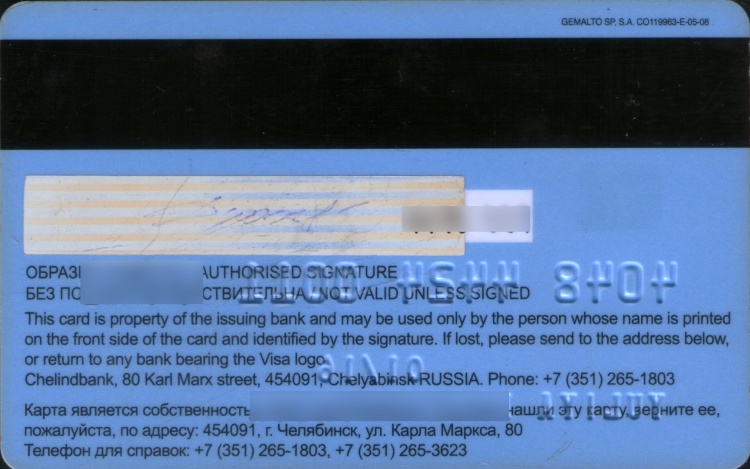 GEMALTO SP, S.A. CO119963-E-05-08
AUTHORISED SIGNATURE
БЕЗ NOT VALID UNLESS SIGNED
This card is property of the issuing bank and may be used only by the person whose name is printed
on the front side of the card and identified by the signature. If lost, please send to the address below,
or return to any bank bearing the Visa logo.
Chelindbank, 80 Karl Marx street, 454091, Chelyabinsk RUSSIA. Phone: +7 (351) 265-1803
Карта является собственность нашли эту карту, верните ее,
пожалуйста, по адресу: 454091, г. Челябинск, ул. Карла Маркса, 80
Телефон для справок: +7 (351) 265-1803, +7 (351) 265-3623